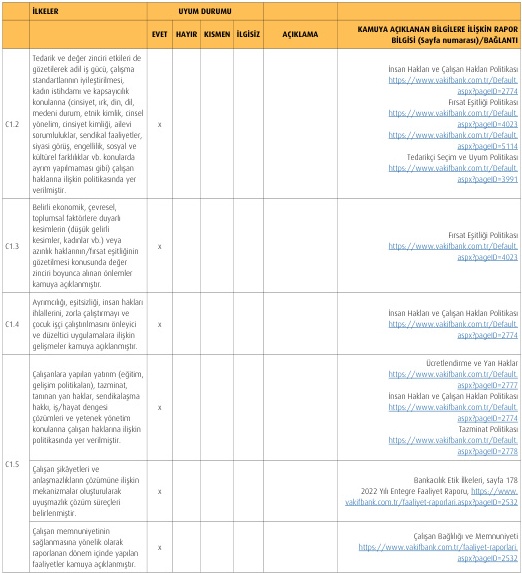 İLKELER
UYUM DURUMU
EVET
HAYIR
KISMEN
İLGİSİZ
AÇIKLAMA
KAMUYA AÇIKLANAN BİLGİLERE İLİŞKİN RAPOR
BİLGİSİ (Sayfa numarası)/BAĞLANTI
C1.2
Tedarik ve değer zinciri etkileri de
gözetilerek adil iş gücü, çalışma
standartlarının iyileştirilmesi,
kadın istihdamı ve kapsayıcılık
konularına (cinsiyet, ırk, din, dil,
medeni durum, etnik kimlik, cinsel
yönelim, cinsiyet kimliği, ailevi
sorumluluklar, sendikal faaliyetler,
siyasi görüş, engellilik, sosyal ve
kültürel farklılıklar vb. konularda
ayrım yapılmaması gibi) çalışan
haklarına ilişkin politikasında yer
verilmiştir.
x
İnsan Hakları ve Çalışan Hakları Politikası
https://www.vakifbank.com.tr/Default.
aspx?pageID=2774
Fırsat Eşitliği Politikası
https://www.vakifbank.com.tr/Default.
aspx?pageID=4023
https://www.vakifbank.com.tr/Default.
aspx?pageID=5114
Tedarikçi Seçim ve Uyum Politikası
https://www.vakifbank.com.tr/Default.
aspx?pageID=3991
C1.3
Belirli ekonomik, çevresel,
toplumsal faktörlere duyarlı
kesimlerin (düşük gelirli
kesimler, kadınlar vb.) veya
azınlık haklarının/fırsat eşitliğinin
gözetilmesi konusunda değer
zinciri boyunca alınan önlemler
kamuya açıklanmıştır.
x
Fırsat Eşitliği Politikası
https://www.vakifbank.com.tr/Default.
aspx?pageID=4023
C1.4
Ayrımcılığı, eşitsizliği, insan hakları
ihlallerini, zorla çalıştırmayı ve
çocuk işçi çalıştırılmasını önleyici
ve düzeltici uygulamalara ilişkin
gelişmeler kamuya açıklanmıştır.
x
İnsan Hakları ve Çalışan Hakları Politikası
https://www.vakifbank.com.tr/Default.
aspx?pageID=2774
C1.5
Çalışanlara yapılan yatırım (eğitim,
gelişim politikaları), tazminat,
tanınan yan haklar, sendikalaşma
hakkı, iş/hayat dengesi
çözümleri ve yetenek yönetimi
konularına çalışan haklarına ilişkin
politikasında yer verilmiştir.
x
Ücretlendirme ve Yan Haklar
https://www.vakifbank.com.tr/Default.
aspx?pageID=2777
İnsan Hakları ve Çalışan Hakları Politikası
https://www.vakifbank.com.tr/Default.
aspx?pageID=2774
Tazminat Politikası
https://www.vakifbank.com.tr/Default.
aspx?pageID=2778
Çalışan şikâyetleri ve
anlaşmazlıkların çözümüne ilişkin
mekanizmalar oluşturularak
uyuşmazlık çözüm süreçleri
belirlenmiştir.
x
Bankacılık Etik İlkeleri, sayfa 178
2022 Yılı Entegre Faaliyet Raporu, https://www.
vakifbank.com.tr/faaliyet-raporlari.aspx?pageID=2532
Çalışan memnuniyetinin
sağlanmasına yönelik olarak
raporlanan dönem içinde yapılan
faaliyetler kamuya açıklanmıştır.
x
Çalışan Bağlılığı ve Memnuniyeti
https://www.vakifbank.com.tr/faaliyet-raporlari.
aspx?pageID=2532